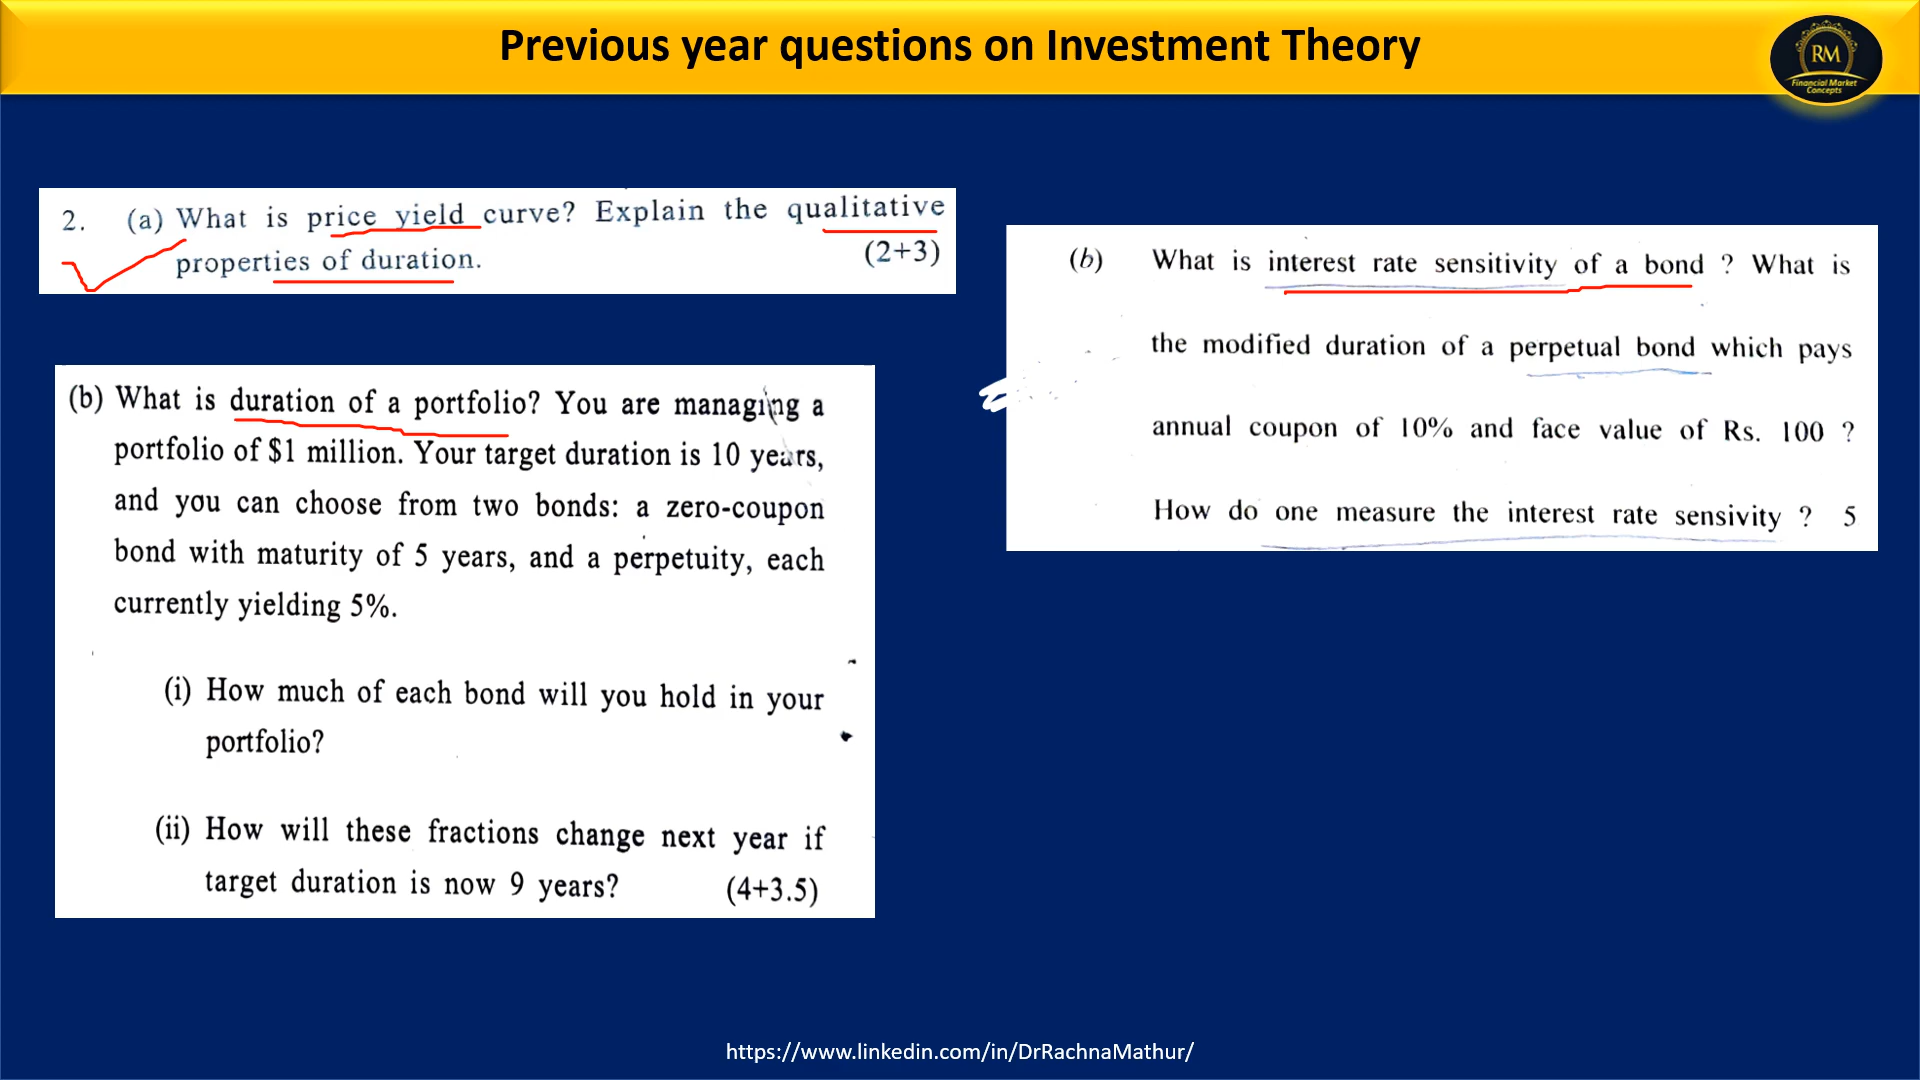 Previous year questions on Investment Theory
RM
Financial Market
Concepts
2. (a) What is price yield curve? Explain the qualitative
properties of duration. (2+3)
(b) What is duration of a portfolio? You are managing a
portfolio of $1 million. Your target duration is 10 years,
and you can choose from two bonds: a zero-coupon
bond with maturity of 5 years, and a perpetuity, each
currently yielding 5%.
(i) How much of each bond will you hold in your
portfolio?
(ii) How will these fractions change next year if
target duration is now 9 years? (4+3.5)
(b) What is interest rate sensitivity of a bond ? What is
the modified duration of a perpetual bond which pays
annual coupon of 10% and face value of Rs. 100 ?
How do one measure the interest rate sensivity ? 5
https://www.linkedin.com/in/DrRachnaMathur/